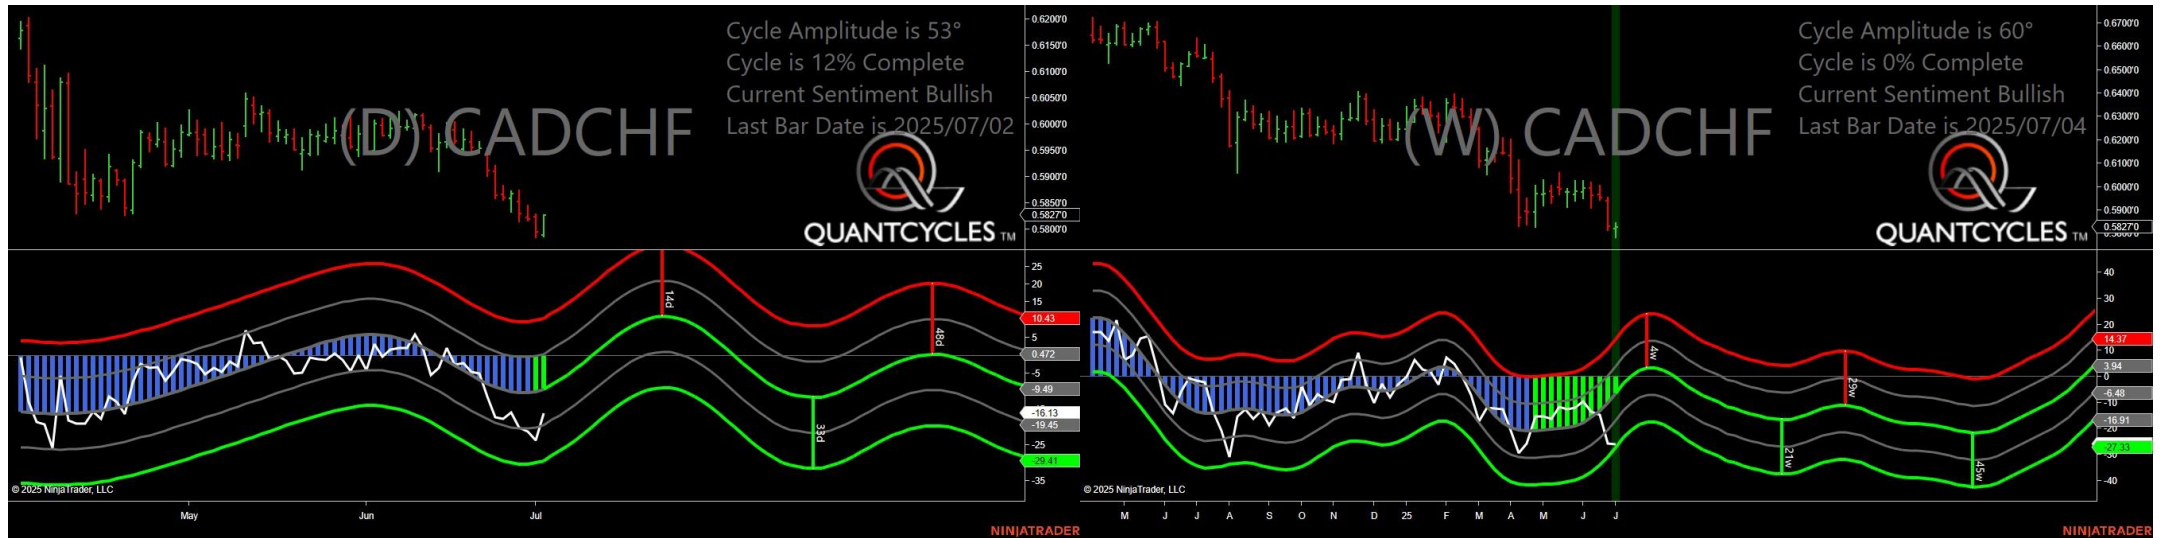 Cycle Amplitude is 53°
Cycle is 12% Complete
Current Sentiment Bullish
Last Bar Date is 2025/07/02
(D) CADCHF
QUANTCYCLES TM
0.6200'0
0.6150'0
0.6100'0
0.6050'0
0.6000'0
0.5950'0
0.5900'0
0.5850'0
0.5827'0
0.5800'0
14d
48d
33d
25
20
15
10.43
5
0.472
-5
-9.49
-16.13
-19.45
-25
-29.41
-35
© 2025 NinjaTrader, LLC
May Jun Jul
NINJATRADER
Cycle Amplitude is 60°
Cycle is 0% Complete
Current Sentiment Bullish
Last Bar Date is 2025/07/04
(W) CADCHF
QUANTCYCLES TM
0.6700'0
0.6600'0
0.6500'0
0.6400'0
0.6300'0
0.6200'0
0.6100'0
0.6000'0
0.5900'0
0.5827'0
4w
29w
21w
45w
40
30
20
14.37
10
3.94
0
-6.48
-10
-16.91
-20
-27.33
-30
-40
© 2025 NinjaTrader, LLC
M J J A S O N D 25 F M A M J J
NINJATRADER